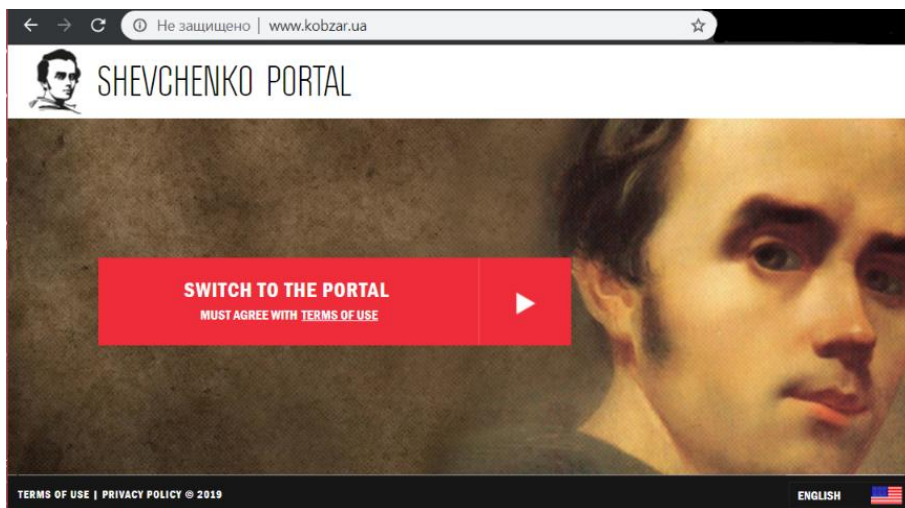 Не защищено | www.kobzar.ua
SHEVCHENKO PORTAL
SWITCH TO THE PORTAL
MUST AGREE WITH TERMS OF USE
TERMS OF USE | PRIVACY POLICY © 2019
ENGLISH